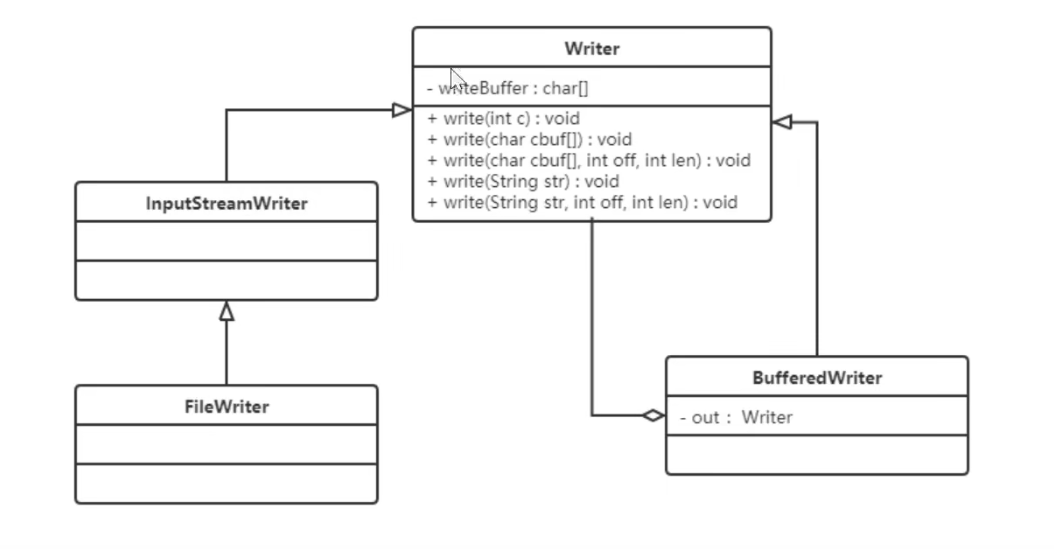 Writer
- writeBuffer : char[]
+ write(int c) : void
+ write(char cbuf[]) : void
+ write(char cbuf[], int off, int len) : void
+ write(String str) : void
+ write(String str, int off, int len) : void
InputStreamWriter
FileWriter
BufferedWriter
- out : Writer